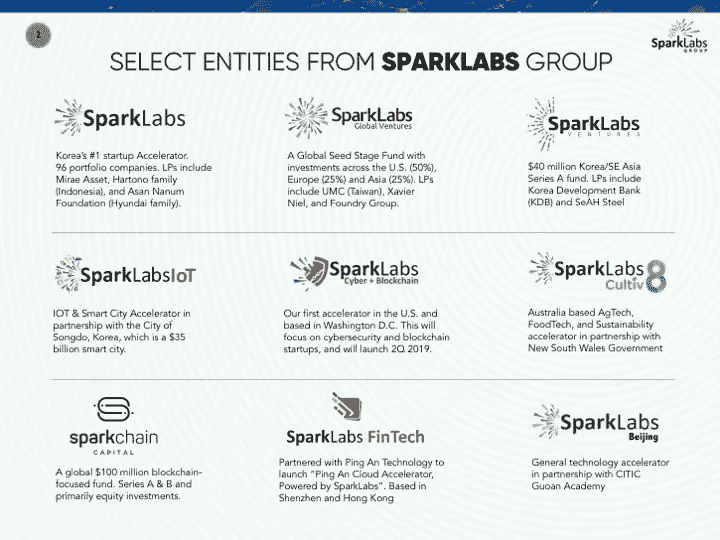 2
SparkLabs
GROUP
SELECT ENTITIES FROM SPARKLABS GROUP
SparkLabs
Korea's #1 startup Accelerator.
96 portfolio companies. LPs include
Mirae Asset, Hartono family
(Indonesia), and Asan Nanum
Foundation (Hyundai family).
SparkLabs
Global Ventures
A Global Seed Stage Fund with
investments across the U.S. (50%),
Europe (25%) and Asia (25%). LPs
include UMC (Taiwan), Xavier
Niel, and Foundry Group.
SparkLabs
VENTURES
$40 million Korea/SE Asia
Series A fund. LPs include
Korea Development Bank
(KDB) and SeAH Steel
SparkLabsIoT
IOT & Smart City Accelerator in
partnership with the City of
Songdo, Korea, which is a $35
billion smart city.
SparkLabs
Cyber + Blockchain
Our first accelerator in the U.S. and
based in Washington D.C. This will
focus on cybersecurity and blockchain
startups, and will launch 2Q 2019.
SparkLabs
Cultiv8
Australia based AgTech,
FoodTech, and Sustainability
accelerator in partnership with
New South Wales Government
sparkchain
CAPITAL
A global $100 million blockchain-
focused fund. Series A & B and
primarily equity investments.
SparkLabs FinTech
Partnered with Ping An Technology to
launch "Ping An Cloud Accelerator,
Powered by SparkLabs". Based in
Shenzhen and Hong Kong
SparkLabs
Beijing
General technology accelerator
in partnership with CITIC
Guoan Academy